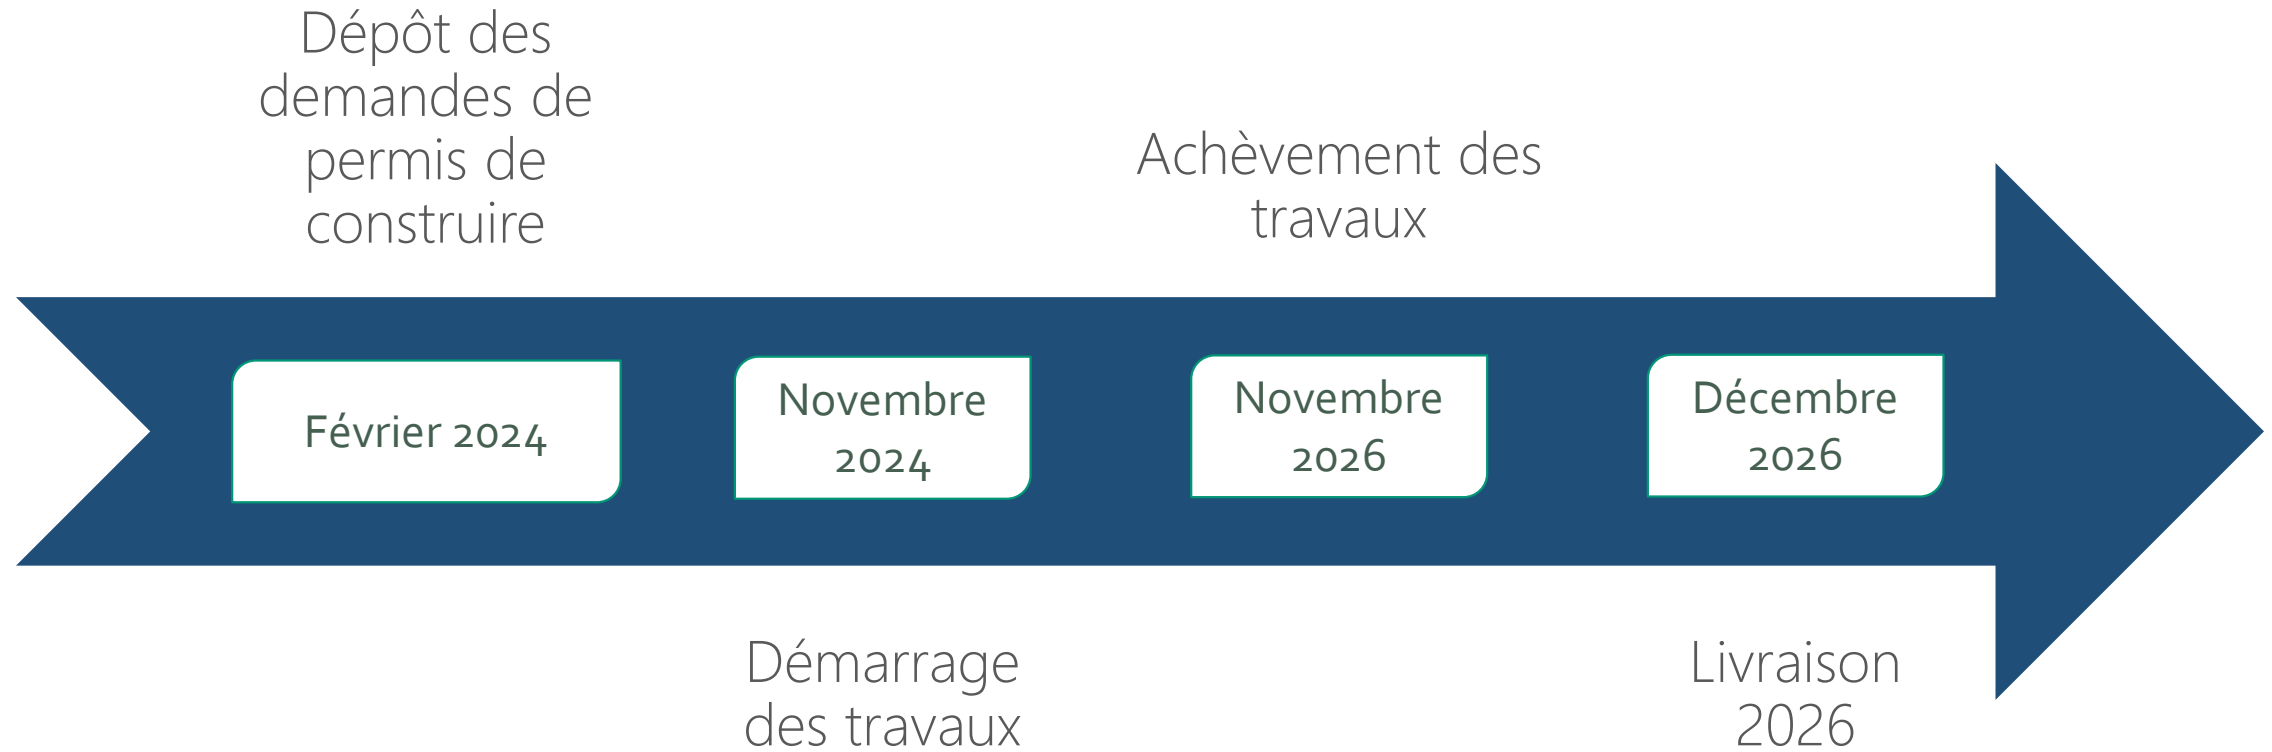 Dépôt des
demandes de
permis de
construire
Achèvement des
travaux
Février 2024
Novembre
2024
Novembre
2026
Décembre
2026
Démarrage
des travaux
Livraison
2026